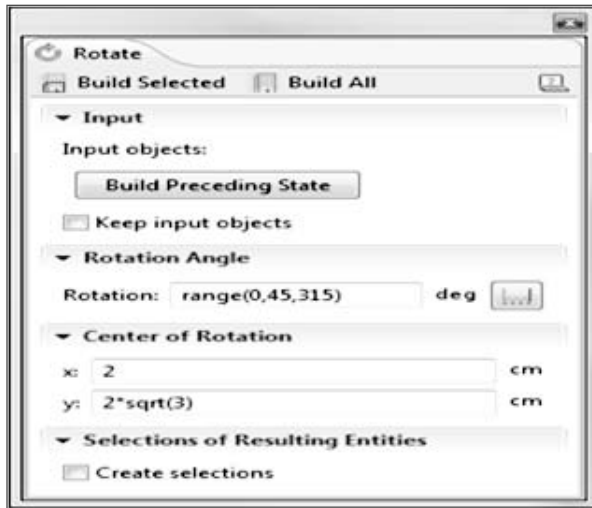 Rotate
Build Selected Build All
Input
Input objects:
Build Preceding State
Keep input objects
Rotation Angle
Rotation: range(0,45,315) deg
Center of Rotation
x: 2 cm
y: 2*sqrt(3) cm
Selections of Resulting Entities
Create selections